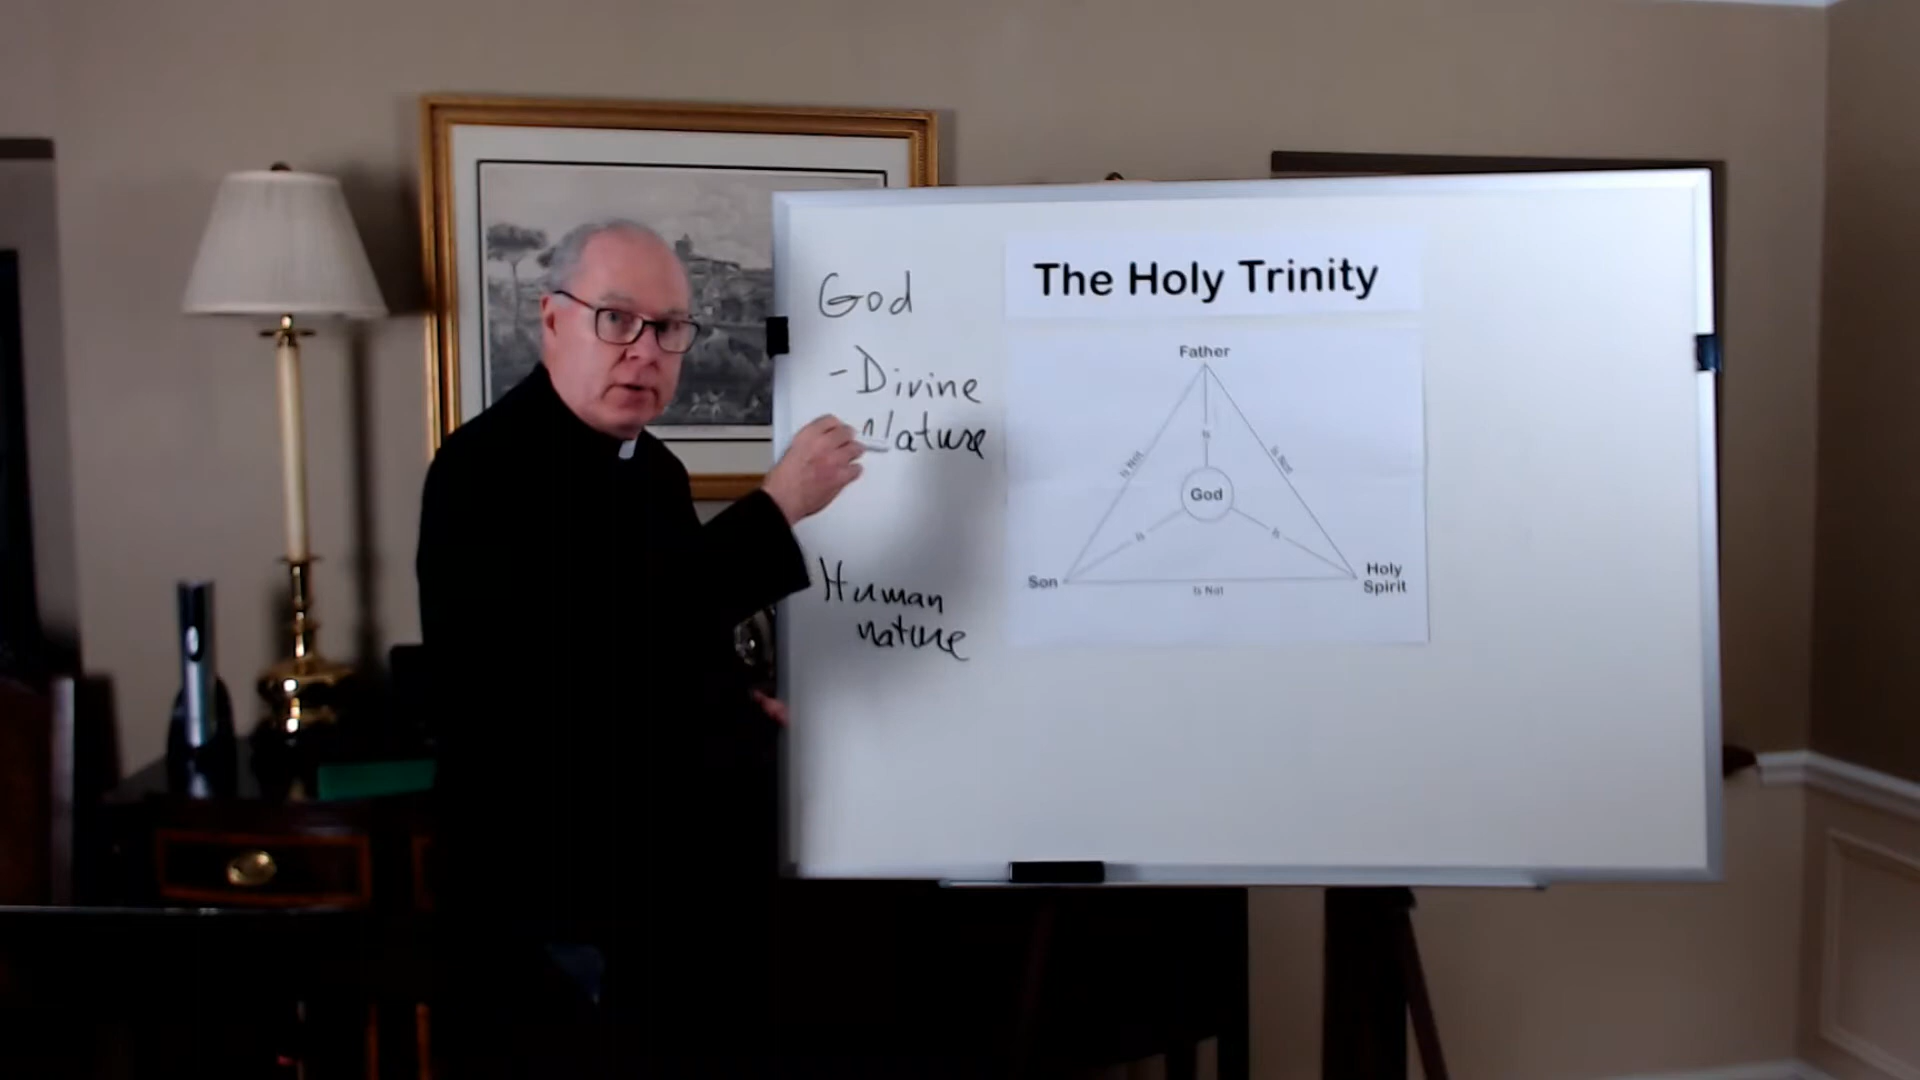 God
- Divine
Nature
Human
nature
The Holy Trinity
Father
Is
Is Not
Is Not
God
Is
Is
Son
Is Not
Holy
Spirit